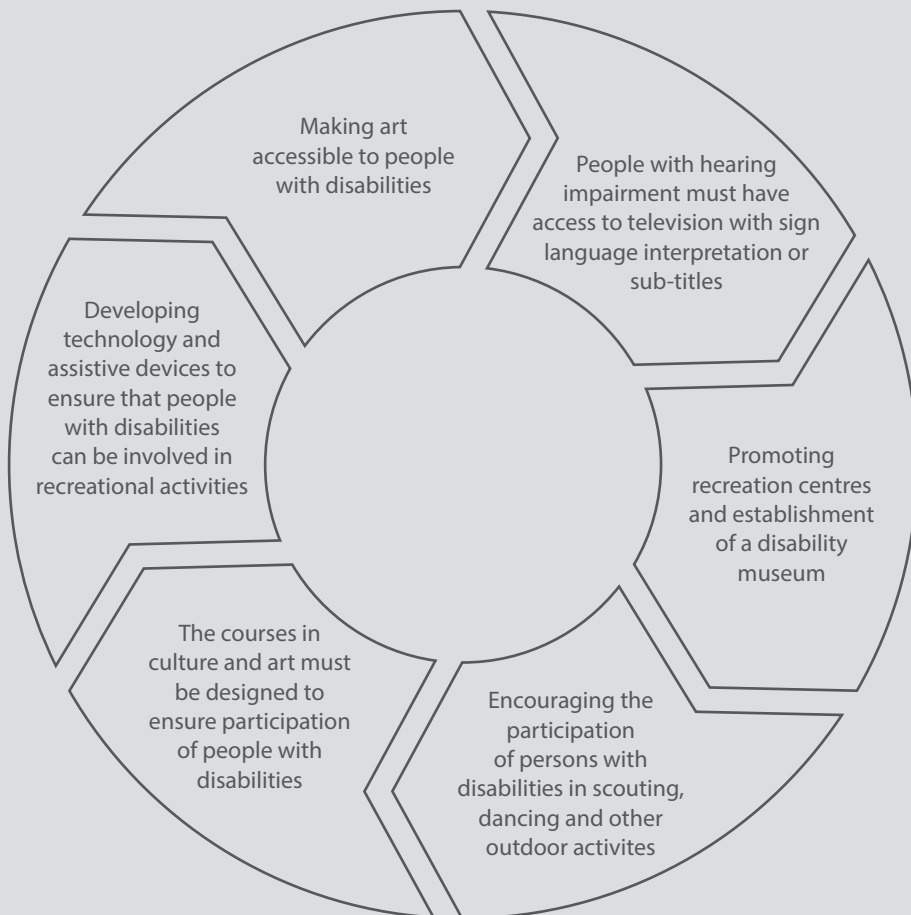 Making art
accessible to people
with disabilities
People with hearing
impairment must have
access to television with sign
language interpretation or
sub-titles
Promoting
recreation centres
and establishment
of a disability
museum
Encouraging the
participation
of persons with
disabilities in scouting,
dancing and other
outdoor activites
The courses in
culture and art must
be designed to
ensure participation
of people with
disabilities
Developing
technology and
assistive devices to
ensure that people
with disabilities
can be involved in
recreational activities